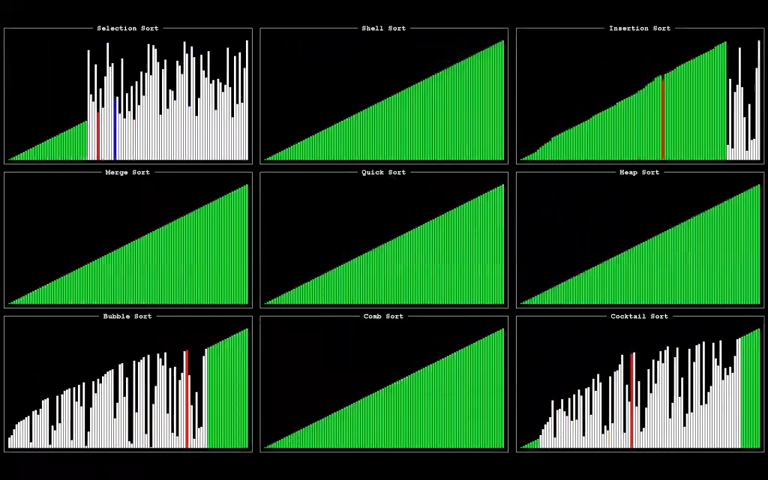 Selection Sort
Shell Sort
Insertion Sort
Merge Sort
Quick Sort
Heap Sort
Bubble Sort
Comb Sort
Cocktail Sort